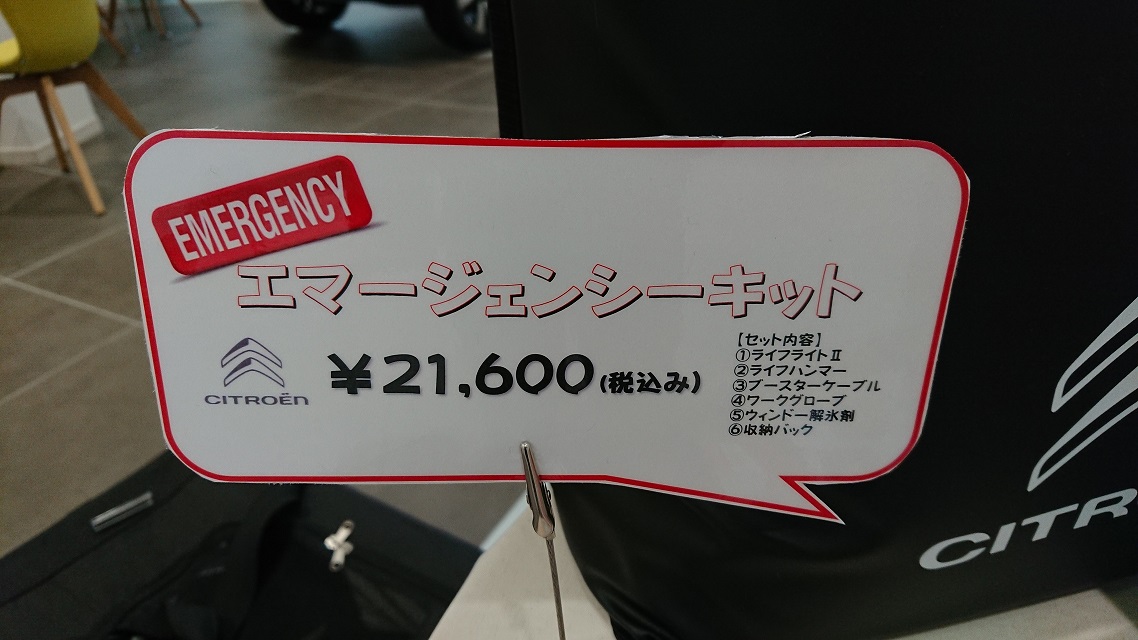 EMERGENCY
エマージェンシーキット
CITROËN
¥21,600(税込み)
【セット内容】
①ライフライトⅡ
②ライフハンマー
③ブースターケーブル
④ワークグローブ
⑤ウィンドー解氷剤
⑥収納バック
CITR